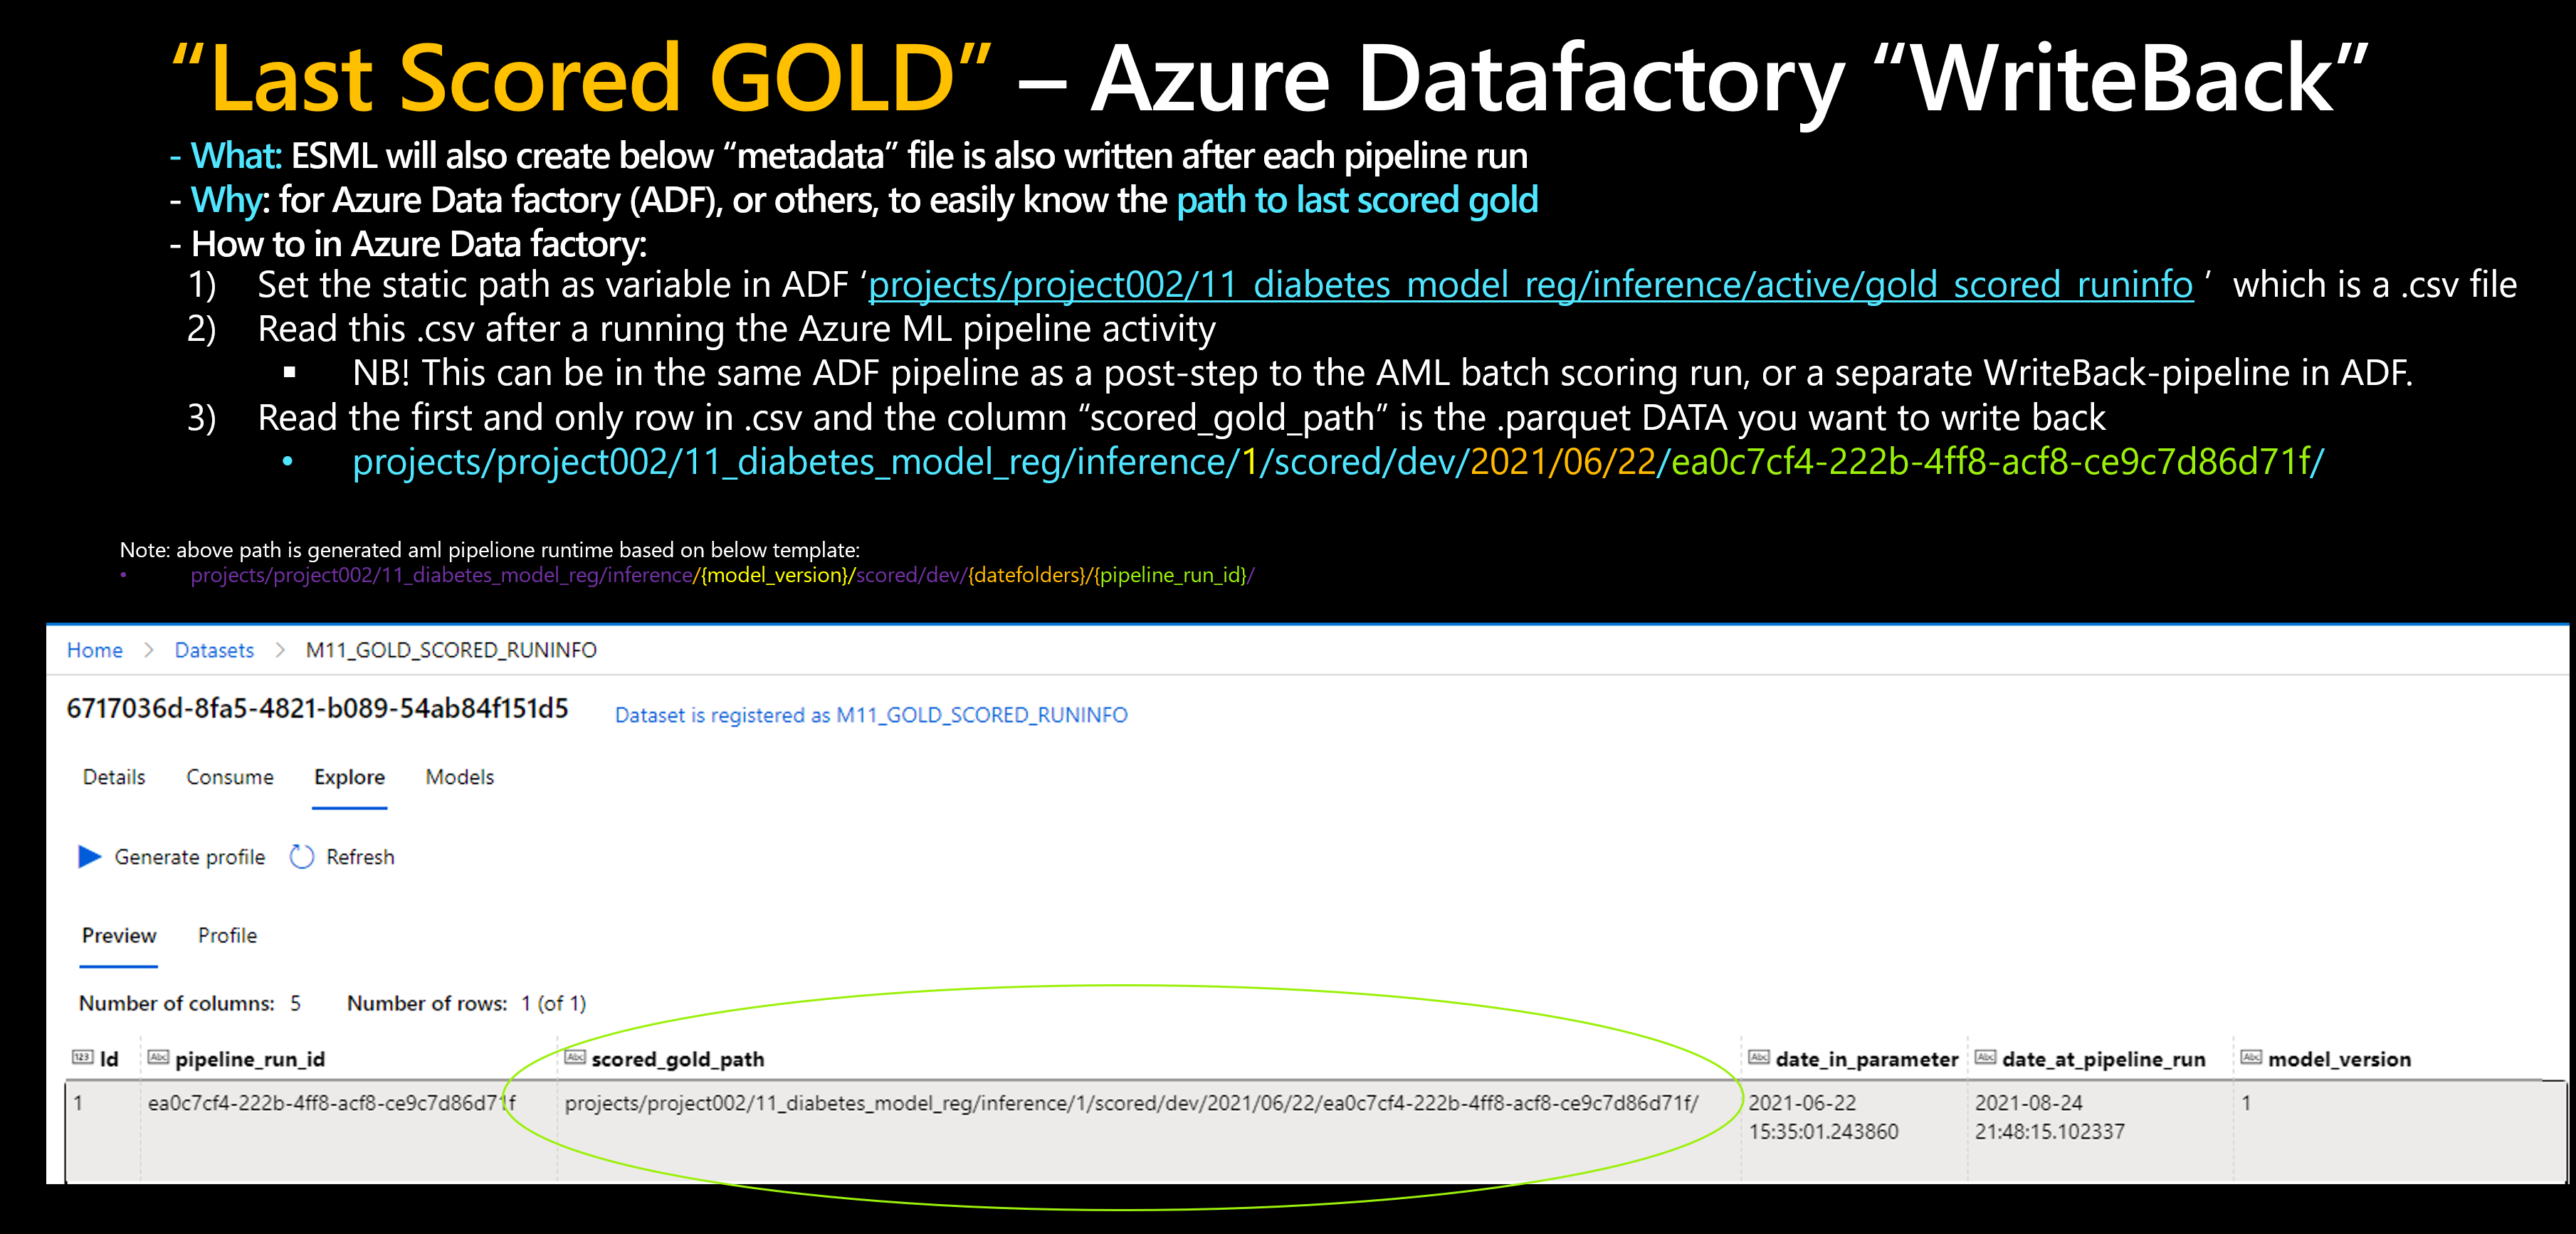 “Last Scored GOLD” – Azure Datafactory “WriteBack”
- What: ESML will also create below “metadata” file is also written after each pipeline run
- Why: for Azure Data factory (ADF), or others, to easily know the path to last scored gold
- How to in Azure Data factory:
1) Set the static path as variable in ADF ‘projects/project002/11_diabetes_model_reg/inference/active/gold_scored_runinfo ’ which is a .csv file
2) Read this .csv after a running the Azure ML pipeline activity
▪ NB! This can be in the same ADF pipeline as a post-step to the AML batch scoring run, or a separate WriteBack-pipeline in ADF.
3) Read the first and only row in .csv and the column “scored_gold_path” is the .parquet DATA you want to write back
• projects/project002/11_diabetes_model_reg/inference/1/scored/dev/2021/06/22/ea0c7cf4-222b-4ff8-acf8-ce9c7d86d71f/
Note: above path is generated aml pipelione runtime based on below template:
• projects/project002/11_diabetes_model_reg/inference/{model_version}/scored/dev/{datefolders}/{pipeline_run_id}/
Home > Datasets > M11_GOLD_SCORED_RUNINFO
6717036d-8fa5-4821-b089-54ab84f151d5 Dataset is registered as M11_GOLD_SCORED_RUNINFO
Details Consume Explore Models
Generate profile Refresh
Preview Profile
Number of columns: 5 Number of rows: 1 (of 1)
123 Id Abc pipeline_run_id Abc scored_gold_path Abc date_in_parameter Abc date_at_pipeline_run Abc model_version
1 ea0c7cf4-222b-4ff8-acf8-ce9c7d86d71f projects/project002/11_diabetes_model_reg/inference/1/scored/dev/2021/06/22/ea0c7cf4-222b-4ff8-acf8-ce9c7d86d71f/ 2021-06-22 2021-08-24 1
15:35:01.243860 21:48:15.102337